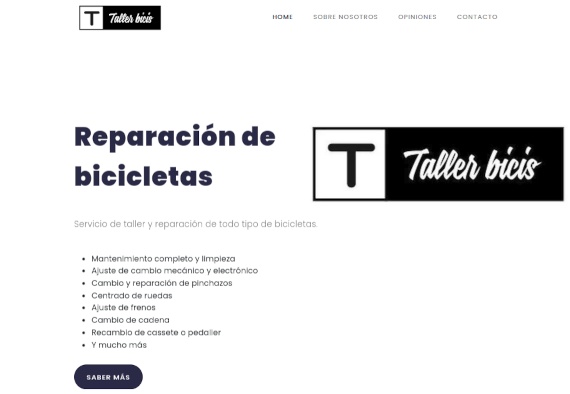 T Taller bicis
HOME SOBRE NOSOTROS OPINIONES CONTACTO
Reparación de
bicicletas
T Taller bicis
Servicio de taller y reparación de todo tipo de bicicletas.
Mantenimiento completo y limpieza
Ajuste de cambio mecánico y electrónico
Cambio y reparación de pinchazos
Centrado de ruedas
Ajuste de frenos
Cambio de cadena
Recambio de cassete o pedalier
Y mucho más
SABER MÁS